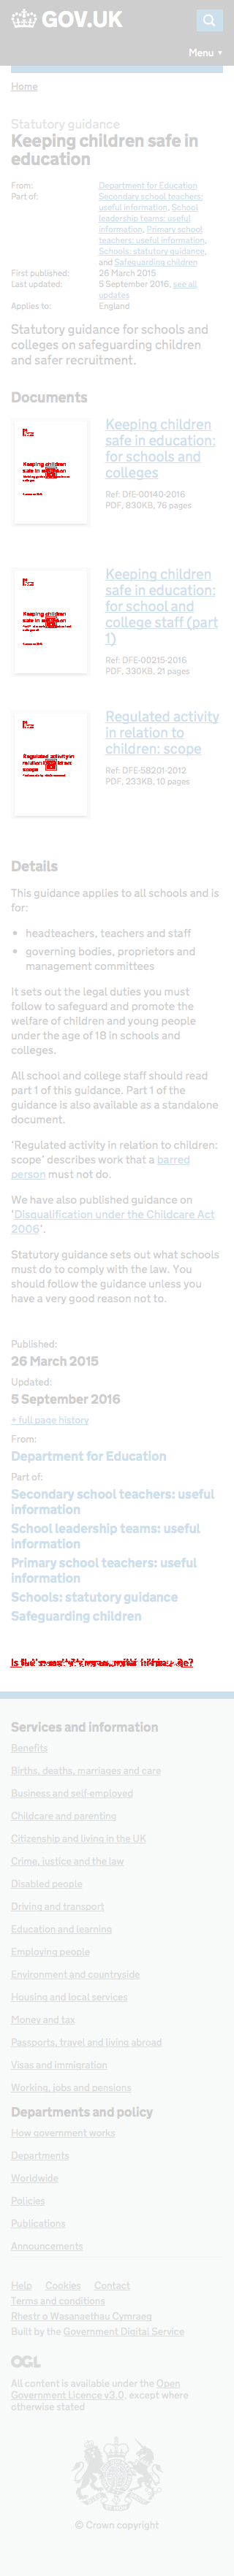 GOV.UK
Menu
Home
Statutory guidance
Keeping children safe in
education
From:
Department for Education
Part of:
Secondary school teachers:
useful information, School
leadership teams: useful
information, Primary school
teachers: useful information,
Schools: statutory guidance,
and Safeguarding children
First published:
26 March 2015
Last updated:
5 September 2016, see all
updates
Applies to:
England
Statutory guidance for schools and
colleges on safeguarding children
and safer recruitment.
Documents
Keeping children
safe in education:
for schools and
colleges
Ref: DfE-00140-2016
PDF, 830KB, 76 pages
Keeping children
safe in education:
for school and
college staff (part
1)
Ref: DFE-00215-2016
PDF, 330KB, 21 pages
Regulated activity
in relation to
children: scope
Ref: DFE-58201-2012
PDF, 233KB, 10 pages
Details
This guidance applies to all schools and is
for:
• headteachers, teachers and staff
• governing bodies, proprietors and
management committees
It sets out the legal duties you must
follow to safeguard and promote the
welfare of children and young people
under the age of 18 in schools and
colleges.
All school and college staff should read
part 1 of this guidance. Part 1 of the
guidance is also available as a standalone
document.
'Regulated activity in relation to children:
scope' describes work that a barred
person must not do.
We have also published guidance on
'Disqualification under the Childcare Act
2006'.
Statutory guidance sets out what schools
must do to comply with the law. You
should follow the guidance unless you
have a very good reason not to.
Published:
26 March 2015
Updated:
5 September 2016
+ full page history
From:
Department for Education
Part of:
Secondary school teachers: useful
information
School leadership teams: useful
information
Primary school teachers: useful
information
Schools: statutory guidance
Safeguarding children
Services and information
Benefits
Births, deaths, marriages and care
Business and self-employed
Childcare and parenting
Citizenship and living in the UK
Crime, justice and the law
Disabled people
Driving and transport
Education and learning
Employing people
Environment and countryside
Housing and local services
Money and tax
Passports, travel and living abroad
Visas and immigration
Working, jobs and pensions
Departments and policy
How government works
Departments
Worldwide
Policies
Publications
Announcements
Help Cookies Contact
Terms and conditions
Rhestr o Wasanaethau Cymraeg
Built by the Government Digital Service
OGL
All content is available under the Open
Government Licence v3.0, except where
otherwise stated
© Crown copyright